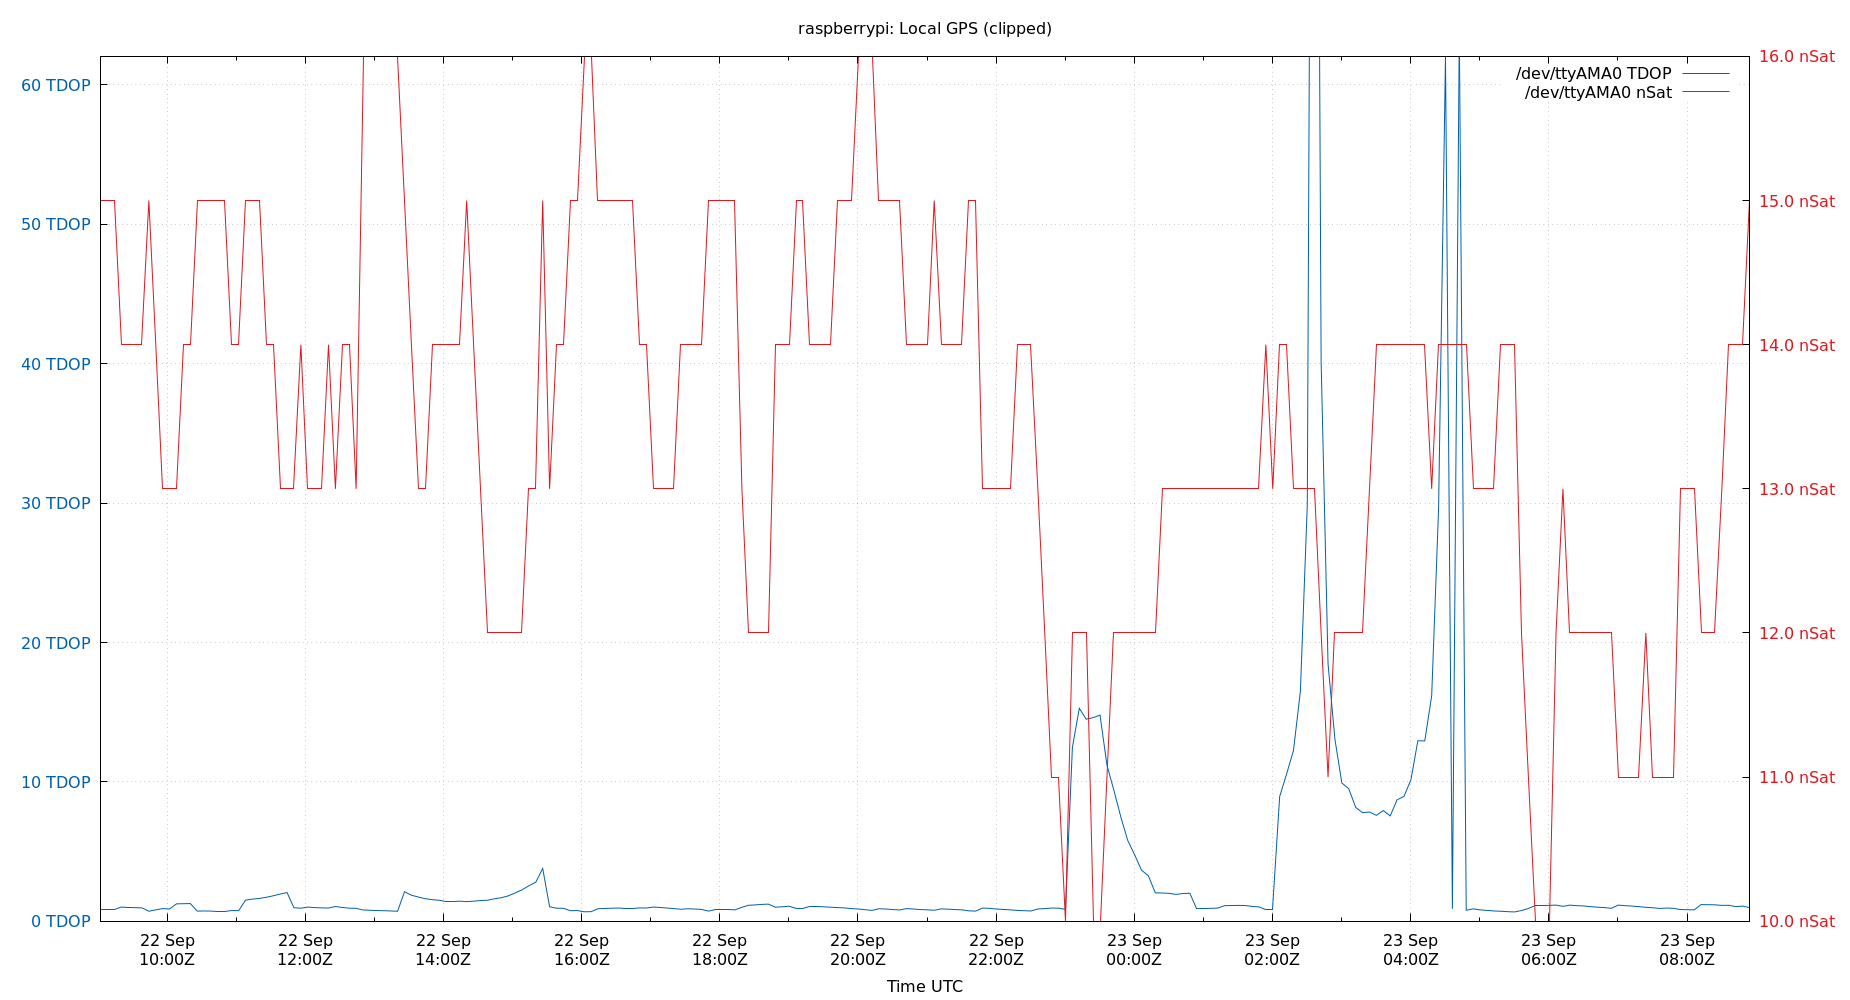 raspberrypi: Local GPS (clipped)
/dev/ttyAMA0 TDOP
/dev/ttyAMA0 nSat
60 TDOP
50 TDOP
40 TDOP
30 TDOP
20 TDOP
10 TDOP
0 TDOP
16.0 nSat
15.0 nSat
14.0 nSat
13.0 nSat
12.0 nSat
11.0 nSat
10.0 nSat
22 Sep
10:00Z
22 Sep
12:00Z
22 Sep
14:00Z
22 Sep
16:00Z
22 Sep
18:00Z
22 Sep
20:00Z
22 Sep
22:00Z
23 Sep
00:00Z
23 Sep
02:00Z
23 Sep
04:00Z
23 Sep
06:00Z
23 Sep
08:00Z
Time UTC